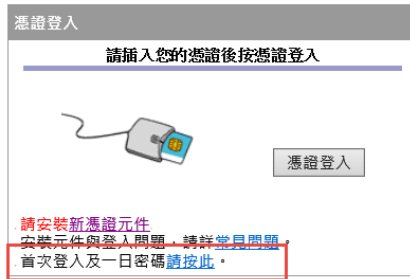 憑證登入
請插入您的憑證後按憑證登入
憑證登入
請安裝新憑證元件
安裝元件與登入問題，請詳常見問題。
首次登入及一日密碼請按此。